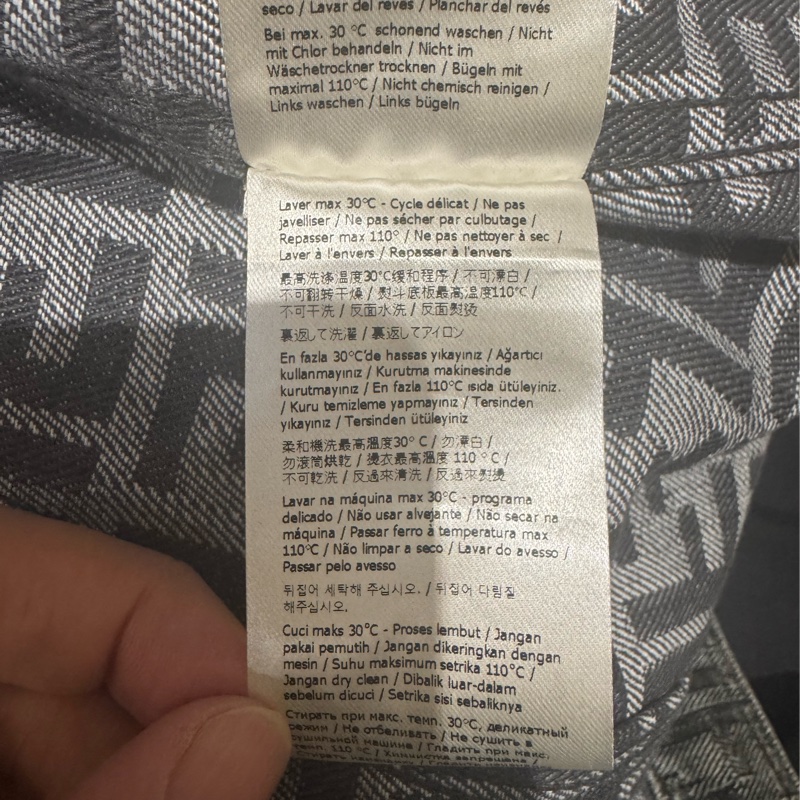 seco / Lavar del revés / Planchar del revés
Bei max. 30 °C schonend waschen / Nicht
mit Chlor behandeln / Nicht im
Wäschetrockner trocknen / Bügeln mit
maximal 110°C / Nicht chemisch reinigen /
Links waschen / Links bügeln
Laver max 30°C - Cycle délicat / Ne pas
javelliser / Ne pas sécher par culbutage /
Repasser max 110° / Ne pas nettoyer à sec /
Laver à l'envers / Repasser à l'envers
最高洗涤温度30°C缓和程序 / 不可漂白 /
不可翻转干燥 / 熨斗底板最高温度110°C /
不可干洗 / 反面水洗 / 反面熨烫
裏返して洗濯 / 裏返してアイロン
En fazla 30°C'de hassas yıkayınız / Ağartıcı
kullanmayınız / Kurutma makinesinde
kurutmayınız / En fazla 110°C ısıda ütüleyiniz.
/ Kuru temizleme yapmayınız / Tersinden
yıkayınız / Tersinden ütüleyiniz
柔和機洗最高溫度30° C / 勿漂白 /
勿滾筒烘乾 / 燙衣最高溫度 110 ° C /
不可乾洗 / 反過來清洗 / 反過來熨燙
Lavar na máquina max 30°C - programa
delicado / Não usar alvejante / Não secar na
máquina / Passar ferro à temperatura max
110°C / Não limpar a seco / Lavar do avesso /
Passar pelo avesso
뒤집어 세탁해 주십시오. / 뒤집어 다림질
해주십시오.
Cuci maks 30°C - Proses lembut / Jangan
pakai pemutih / Jangan dikeringkan dengan
mesin / Suhu maksimum setrika 110°C /
Jangan dry clean / Dibalik luar-dalam
sebelum dicuci / Setrika sisi sebaliknya
Стирать при макс. темп. 30°C, деликатный
режим / Не отбеливать / Не сушить в
сушильной машине / Гладить при макс.
темп. 110 °C / Химчистка запрещена /